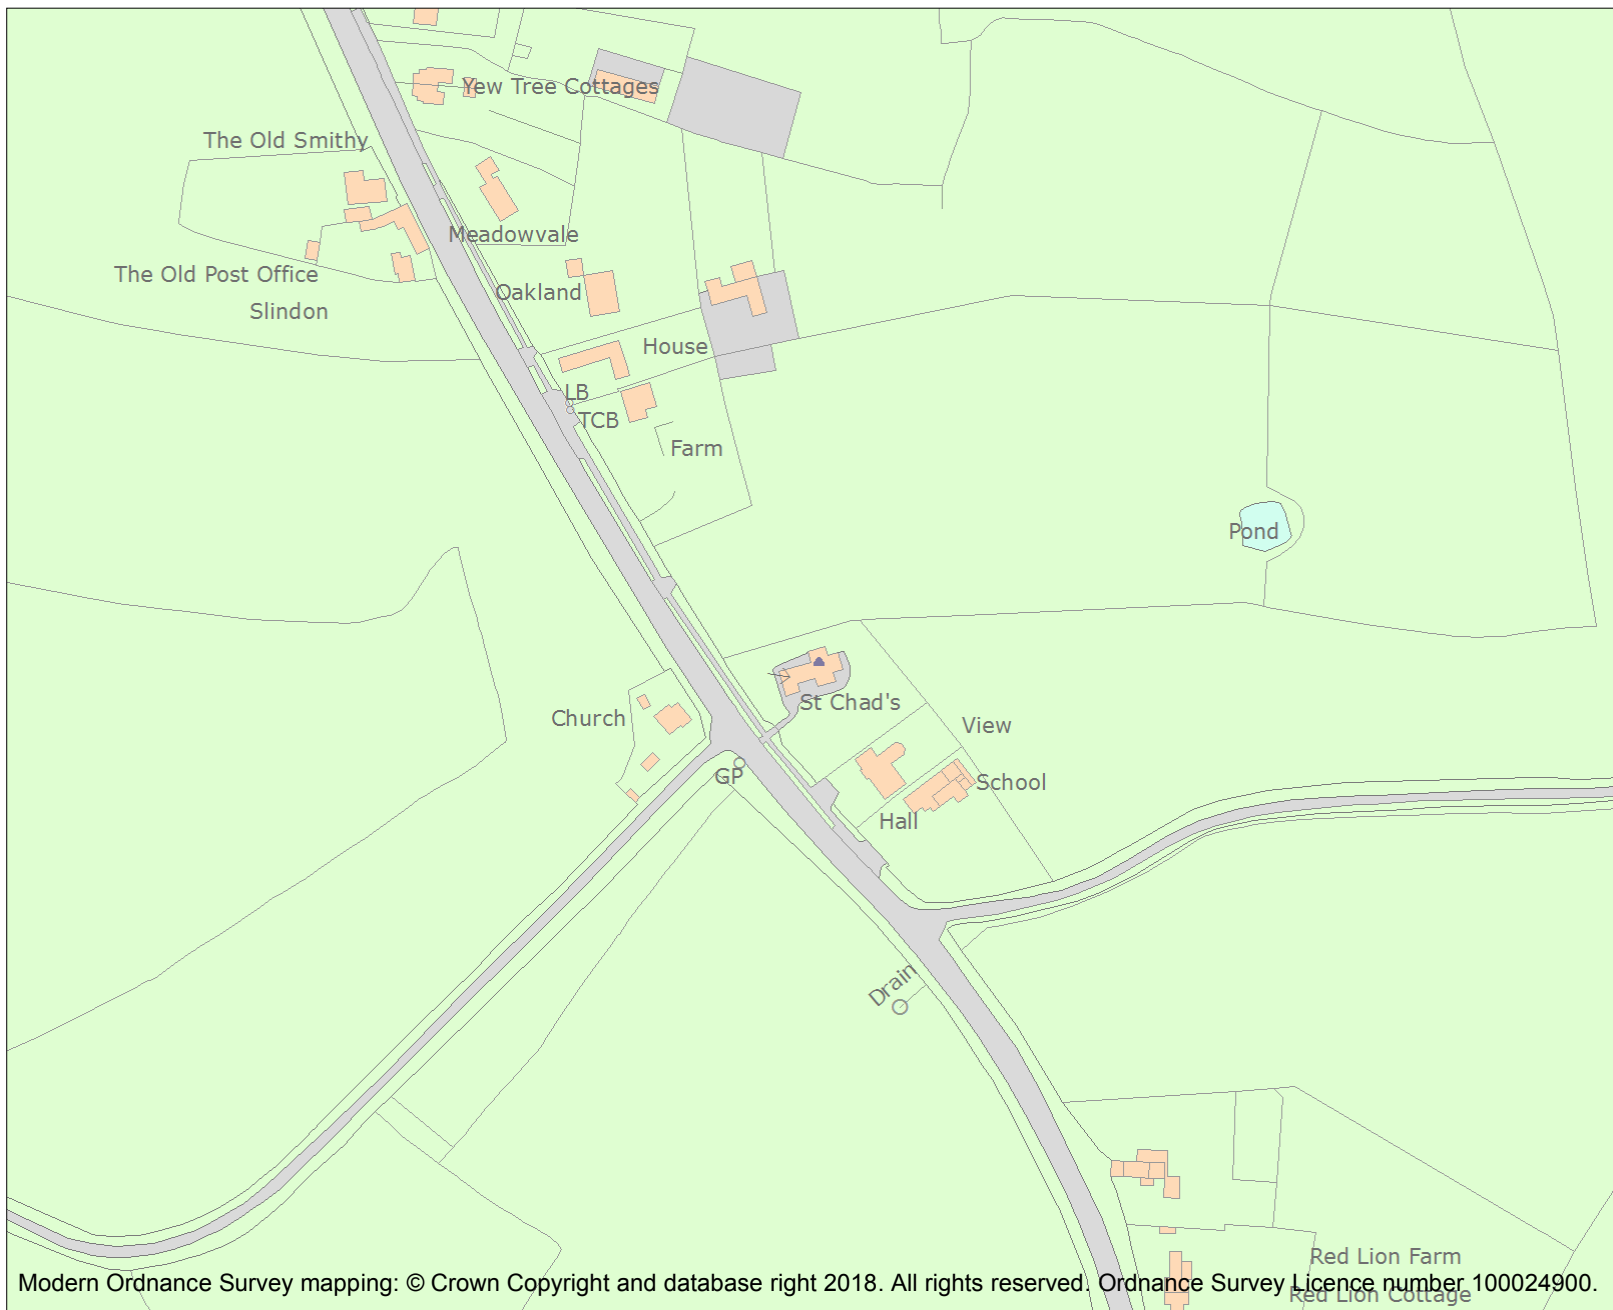 Yew Tree Cottages
The Old Smithy
Meadowvale
The Old Post Office
Oakland
Slindon
House
LB
TCB
Farm
Pond
St Chad's
Church
View
GP
School
Hall
Drain
Red Lion Farm
Modern Ordnance Survey mapping: © Crown Copyright and database right 2018. All rights reserved. Ordnance Survey Licence number 100024900.
Red Lion Cottage